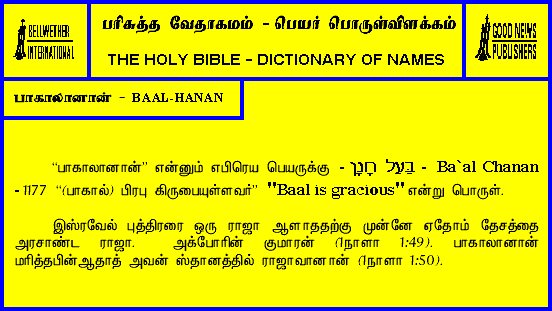 BELLWETHER
INTERNATIONAL
பரிசுத்த வேதாகமம் - பெயர் பொருள்விளக்கம்
THE HOLY BIBLE - DICTIONARY OF NAMES
GOOD NEWS
PUBLISHERS
பாகாலானான் - BAAL-HANAN
"பாகாலானான்" என்னும் எபிரெய பெயருக்கு - בַּעַל חָנָן - Ba`al Chanan
- 1177 "(பாகால்) பிரபு கிருபையுள்ளவர்" "Baal is gracious" என்று பொருள்.
இஸ்ரவேல் புத்திரரை ஒரு ராஜா ஆளாததற்கு முன்னே ஏதோம் தேசத்தை
அரசாண்ட ராஜா. அக்போரின் குமாரன் (1நாளா 1:49). பாகாலானான்
மரித்தபின்ஆதாத் அவன் ஸ்தானத்தில் ராஜாவானான் (1நாளா 1:50).